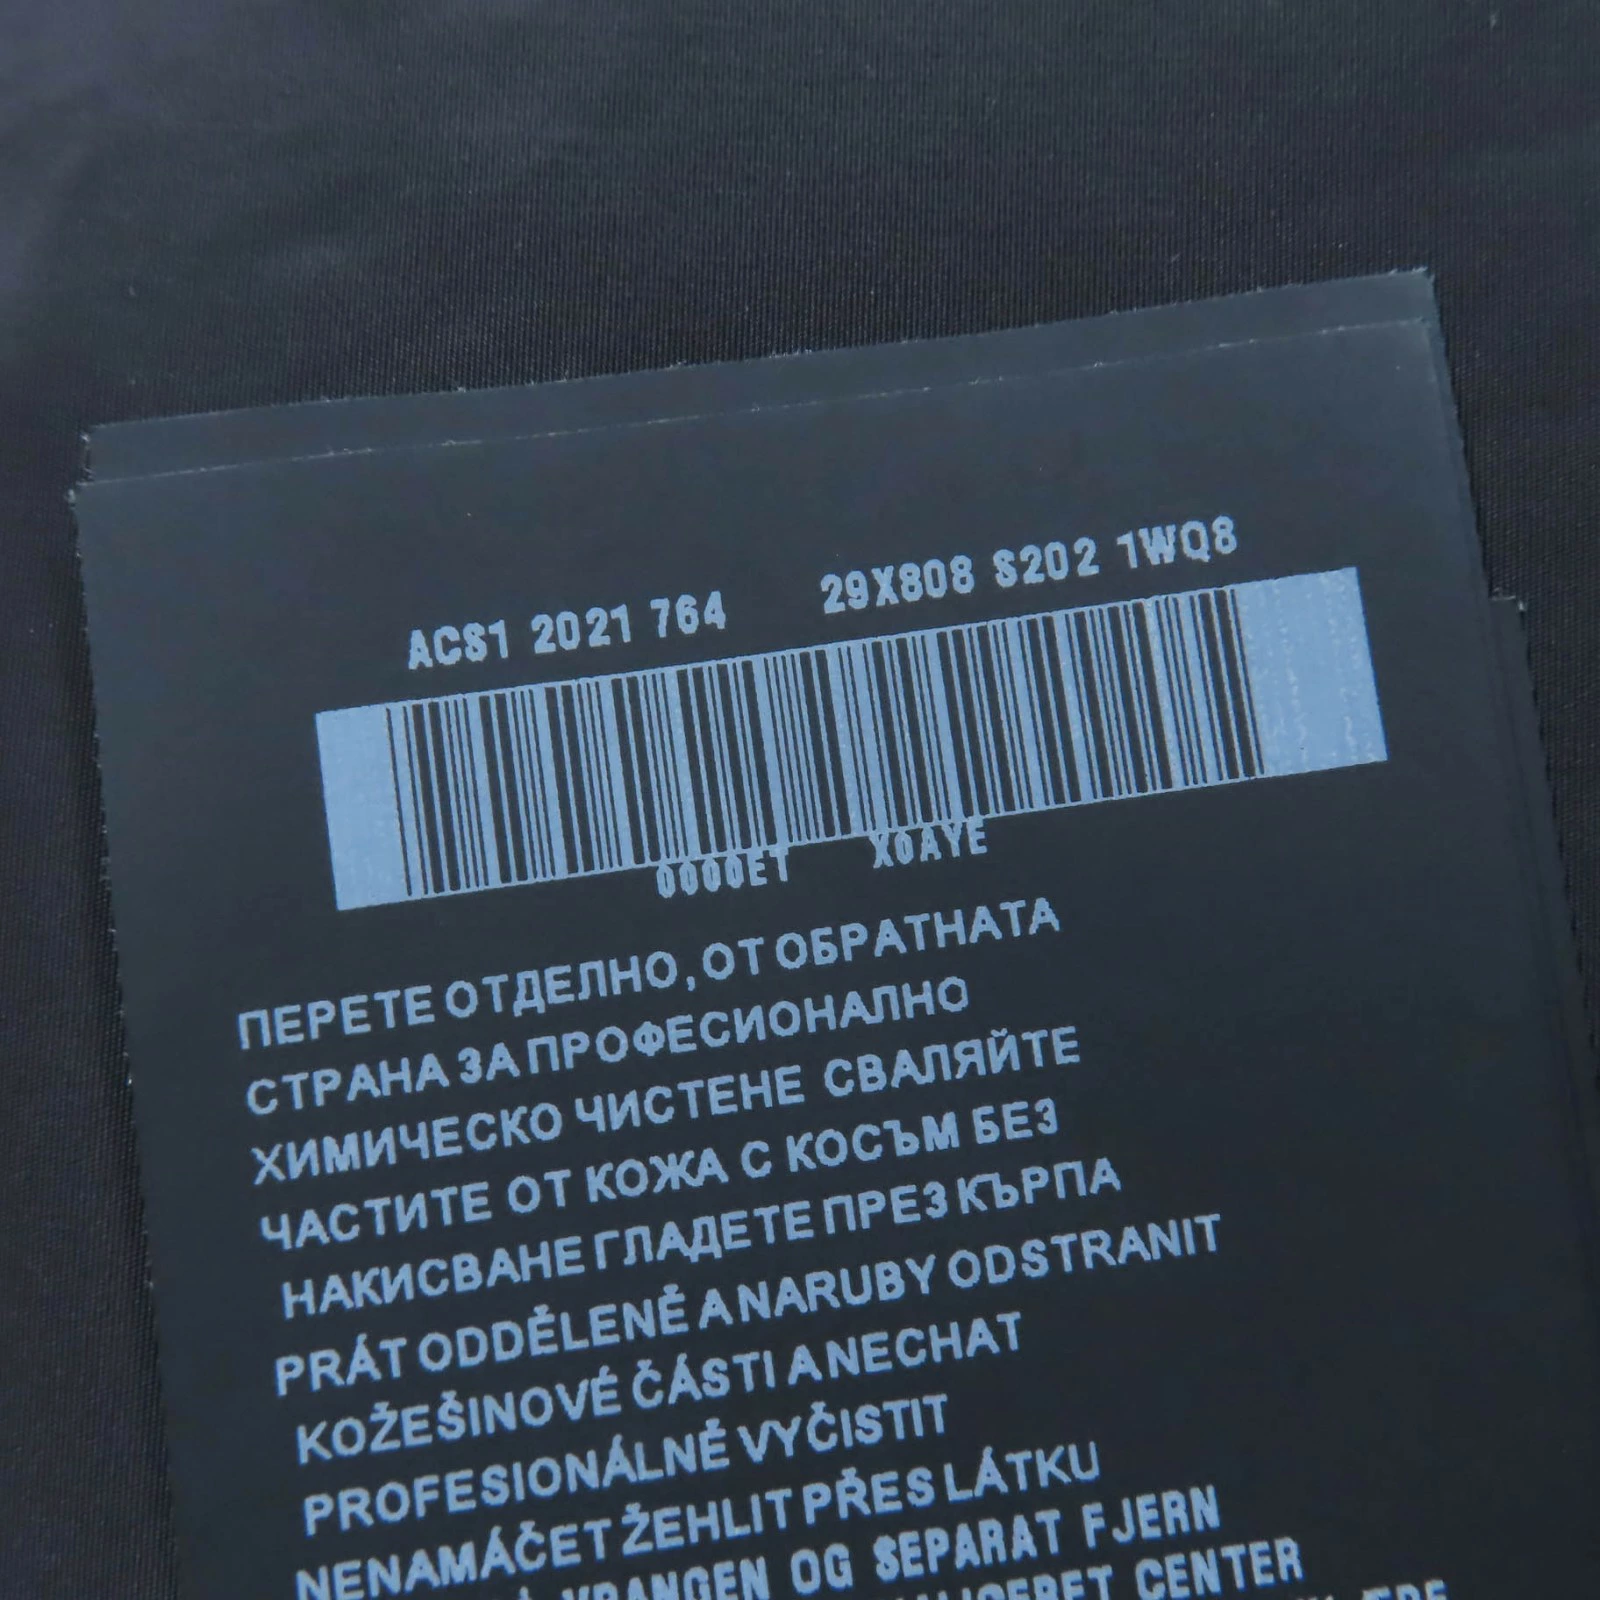 ACS1 2021 764 29X808 S202 1WQ8
0000ET X0AYE
ПЕРЕТЕ ОТДЕЛНО, ОТ ОБРАТНАТА
СТРАНА ЗА ПРОФЕСИОНАЛНО
ХИМИЧЕСКО ЧИСТЕНЕ СВАЛЯЙТЕ
ЧАСТИТЕ ОТ КОЖА С КОСЪМ БЕЗ
НАКИСВАНЕ ГЛАДЕТЕ ПРЕЗ КЪРПА
PRÁT ODDĚLENĚ A NARUBY ODSTRANIT
KOŽEŠINOVÉ ČÁSTI A NECHAT
PROFESIONÁLNĚ VYČISTIT
NENAMÁČET ŽEHLIT PŘES LÁTKU
VRANGEN OG SEPARAT FJERN
CENTER